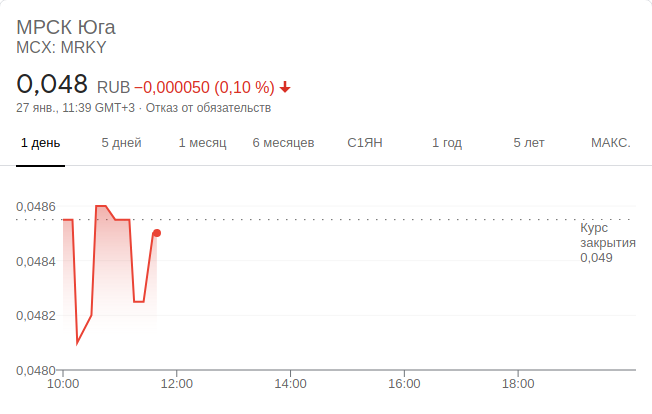 МРСК Юга
MCX: MRKY
0,048 RUB −0,000050 (0,10 %) ↓
27 янв., 11:39 GMT+3 · Отказ от обязательств
1 день 5 дней 1 месяц 6 месяцев С1ЯН 1 год 5 лет МАКС.
0,0486
Курс
закрытия
0,049
0,0484
0,0482
0,0480
10:00 12:00 14:00 16:00 18:00